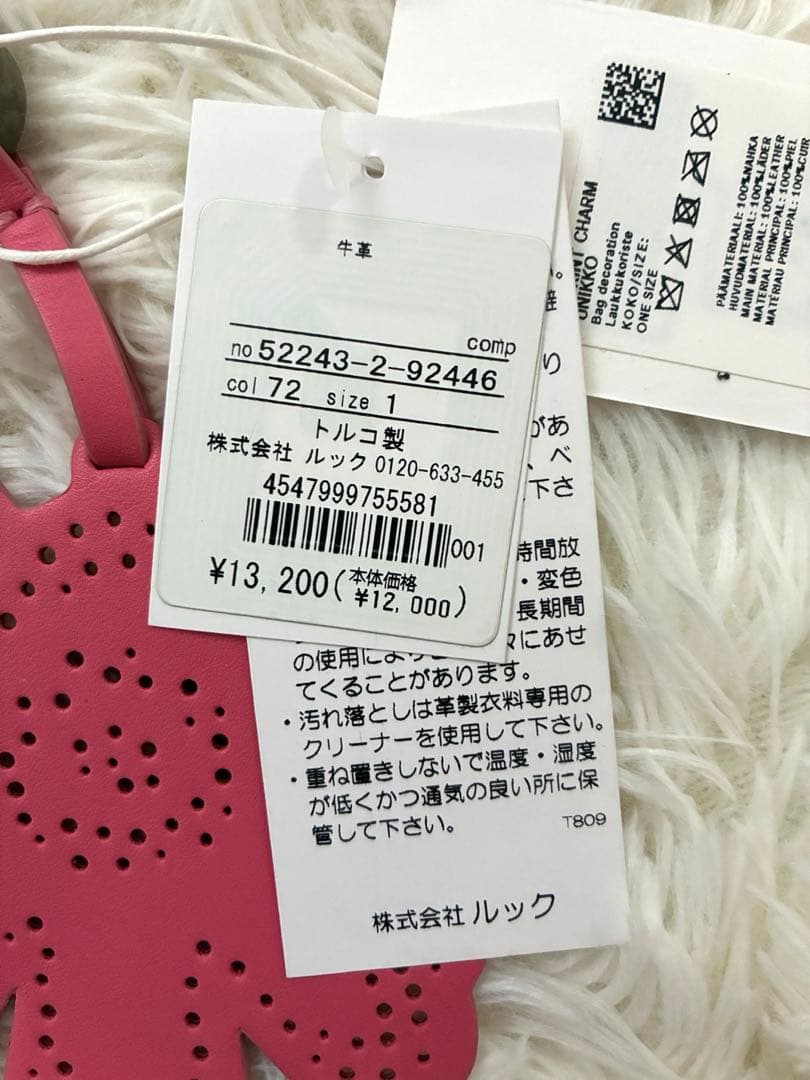 牛革
comp
no 52243-2-92446
col 72 size 1
トルコ製
株式会社 ルック 0120-633-455
4547999755581
001
¥13,200(本体価格
¥12,000)
り
があ
、べ
下さ
時間放
・変色
長期間
にあせ
の使用により
てくることがあります。
・汚れ落としは革製衣料専用の
クリーナーを使用して下さい。
・重ね置きしないで温度・湿度
が低くかつ通気の良い所に保
管して下さい。
T809
株式会社 ルック
CHARM
UNIKKO
Bag decoration
Laukkukoriste
KOKO/SIZE:
ONE SIZE
PÄÄMATERIAALI: 100%NAHKA
HUVUDMATERIAL: 100%LÄDER
MAIN MATERIAL: 100%LEATHER
MATERIAL PRINCIPAL: 100%PIEL
MATERIAU PRINCIPAL: 100%CUIR